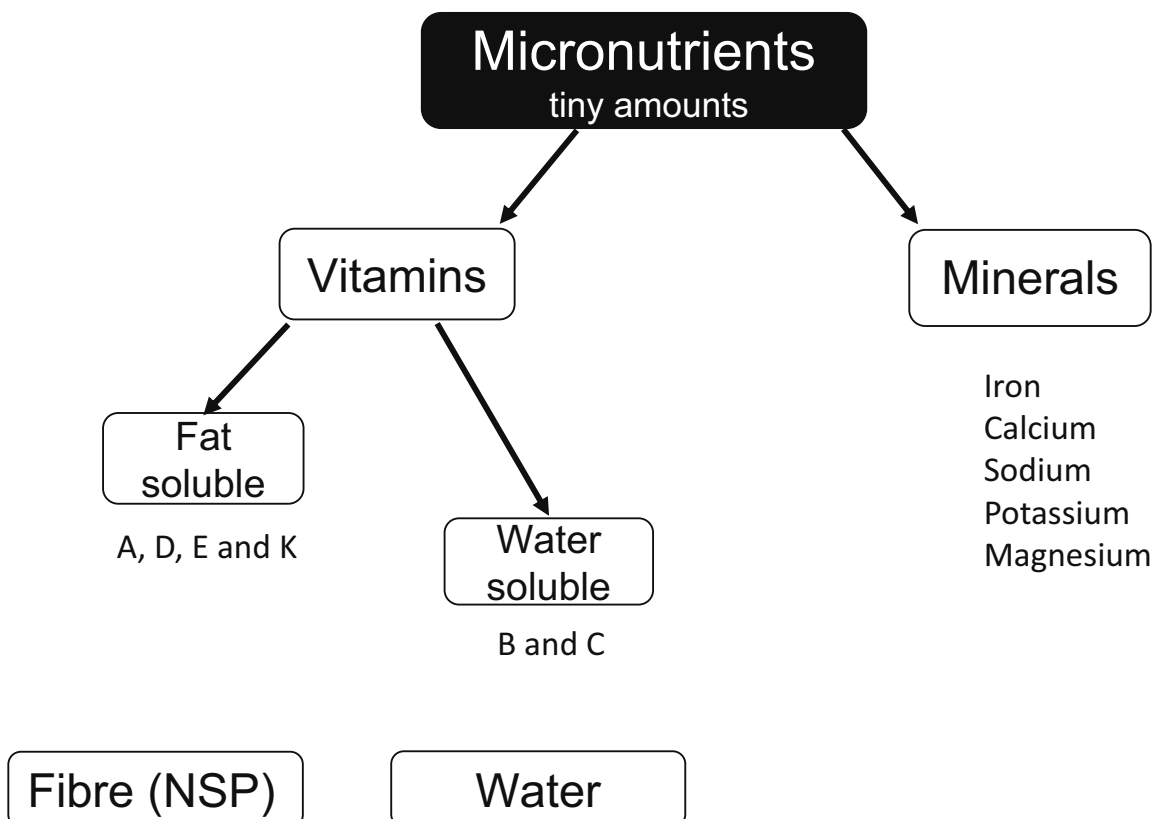 Micronutrients
tiny amounts
Vitamins
Minerals
Fat
soluble
A, D, E and K
Water
soluble
B and C
Iron
Calcium
Sodium
Potassium
Magnesium
Fibre (NSP)
Water